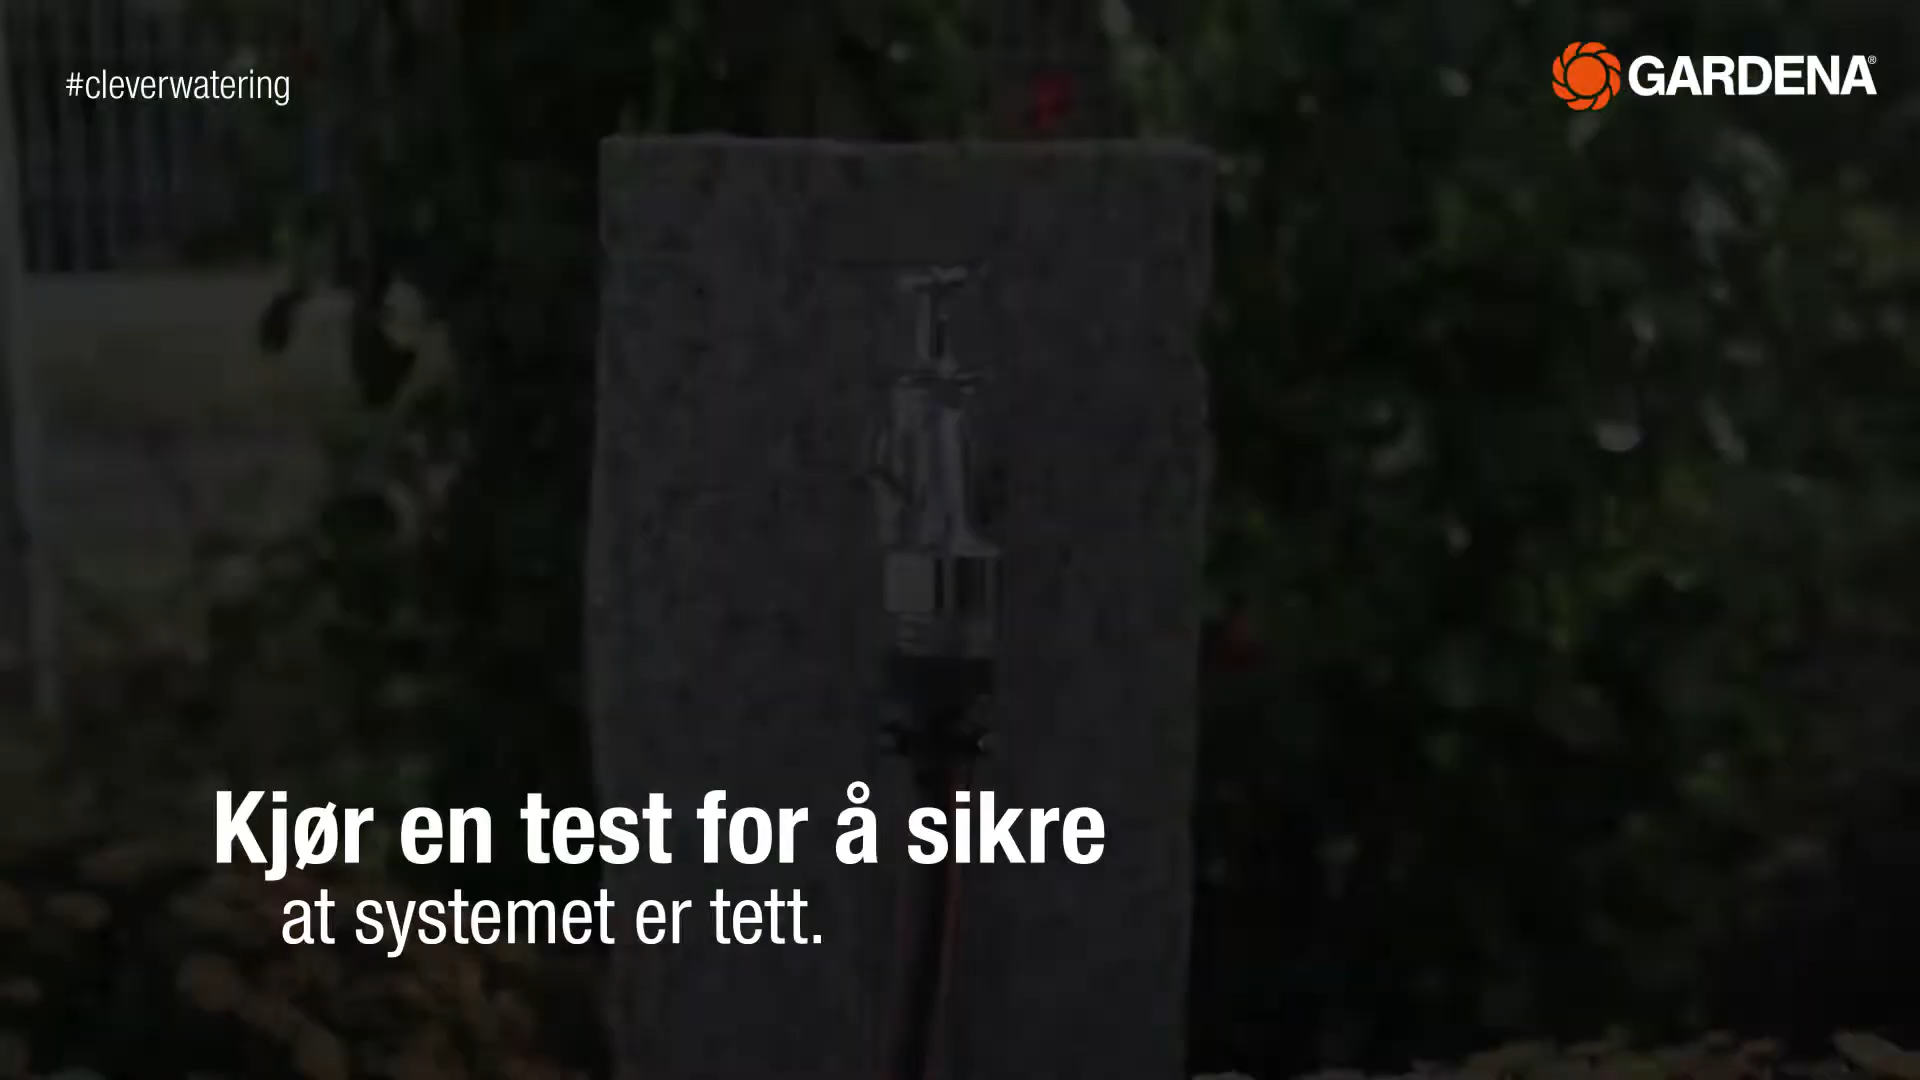 #cleverwatering
GARDENA®
Kjør en test for å sikre
at systemet er tett.